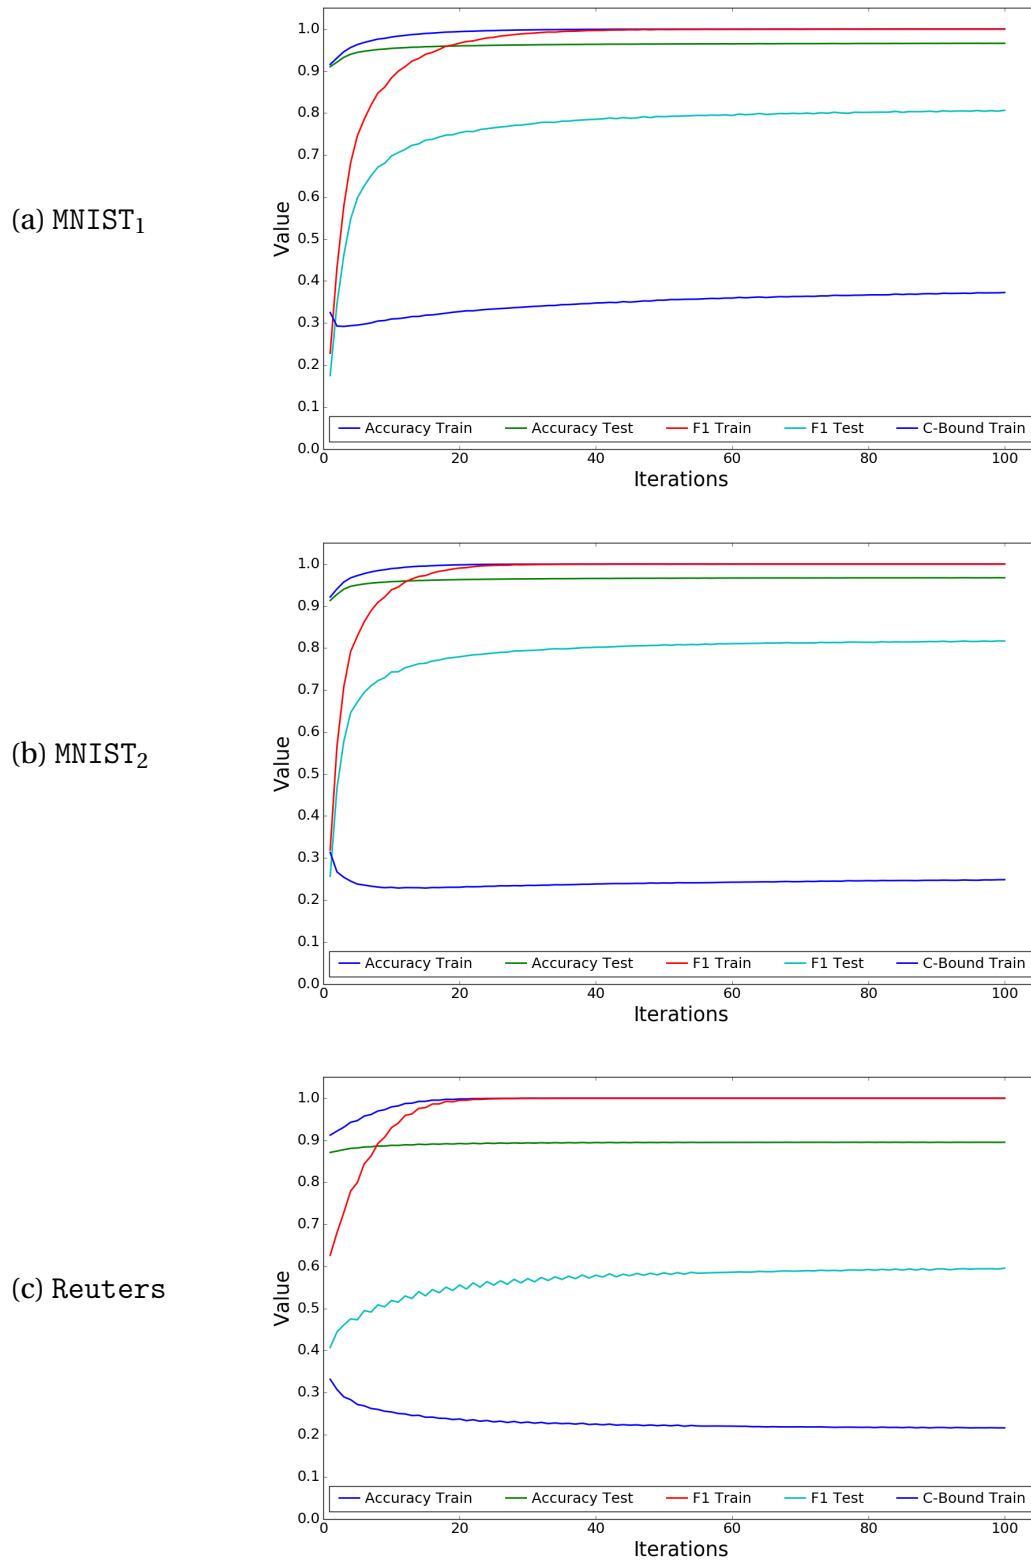 1.0
0.9
0.8
0.7
0.6
0.5
0.4
0.3
0.2
0.1
0.0
Value
(a) MNIST₁
Accuracy Train Accuracy Test F1 Train F1 Test C-Bound Train
0 20 40 60 80 100
Iterations
1.0
0.9
0.8
0.7
0.6
0.5
0.4
0.3
0.2
0.1
0.0
Value
(b) MNIST₂
Accuracy Train Accuracy Test F1 Train F1 Test C-Bound Train
0 20 40 60 80 100
Iterations
1.0
0.9
0.8
0.7
0.6
0.5
0.4
0.3
0.2
0.1
0.0
Value
(c) Reuters
Accuracy Train Accuracy Test F1 Train F1 Test C-Bound Train
0 20 40 60 80 100
Iterations